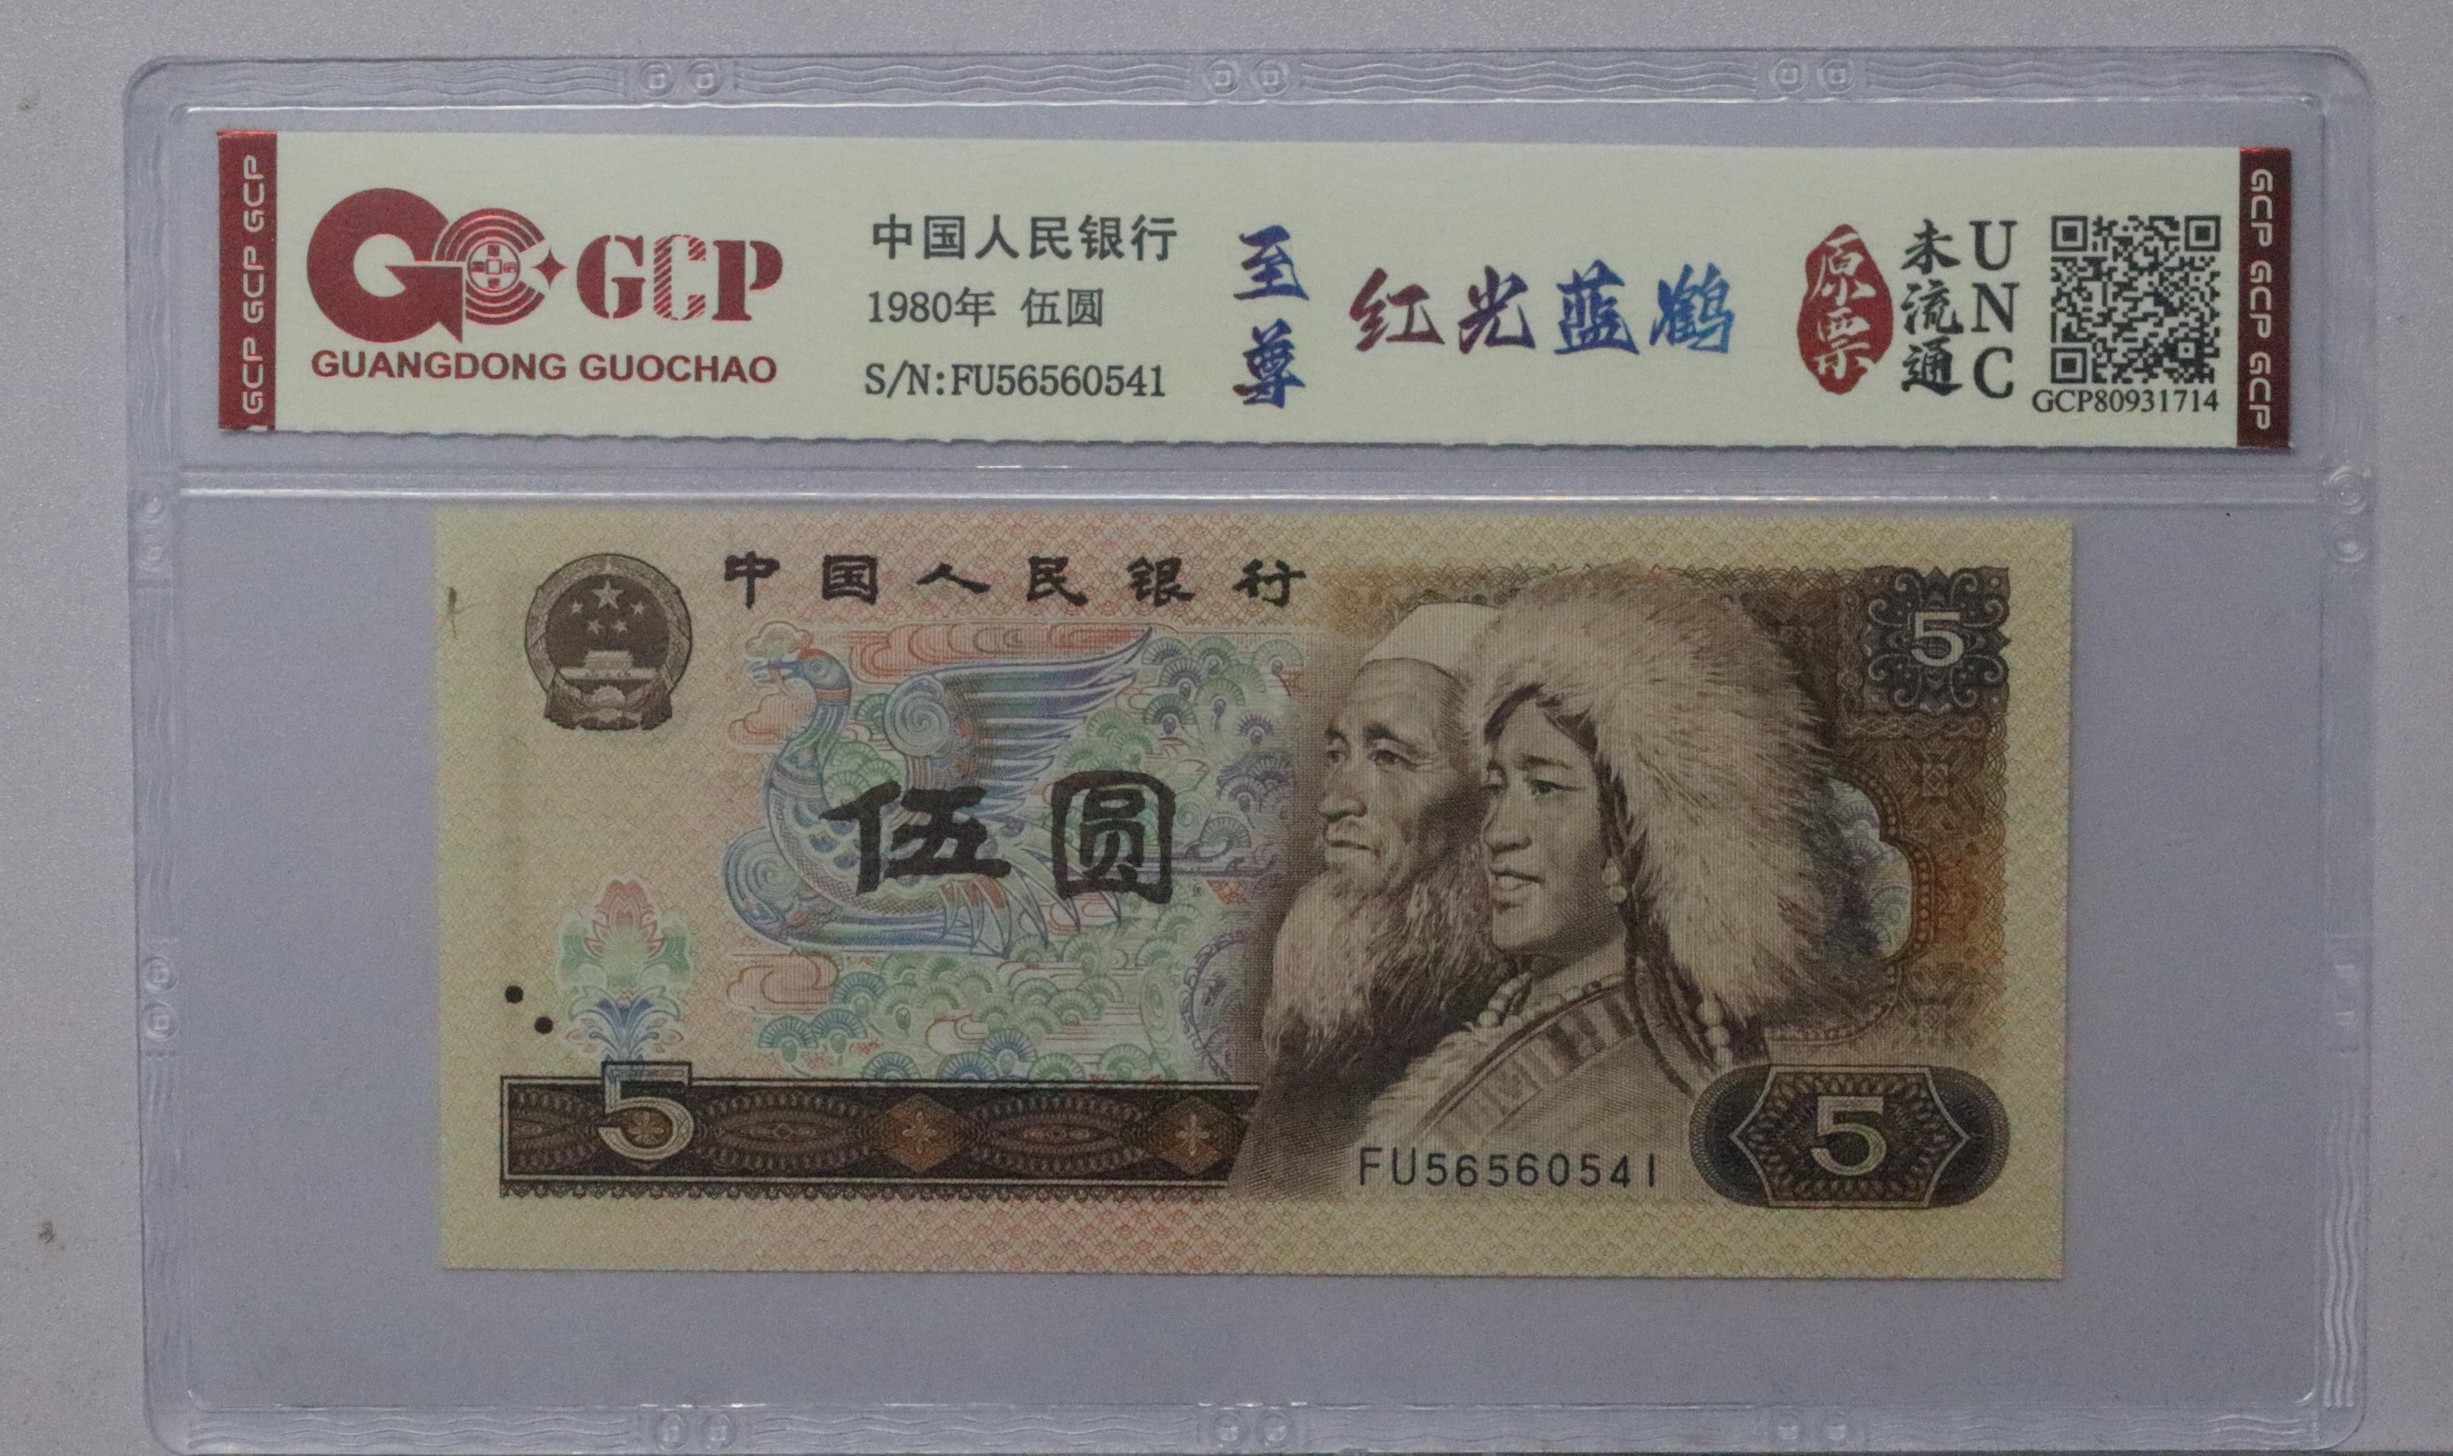 GCP GCP GCP
GCP
GUANGDONG GUOCHAO
中国人民银行
1980年 伍圆
S/N:FU56560541
至尊
红光蓝鹤
原票
未流通
UNC
GCP80931714
GCP GCP GCP
中国人民银行
5
伍圆
5
FU56560541
5